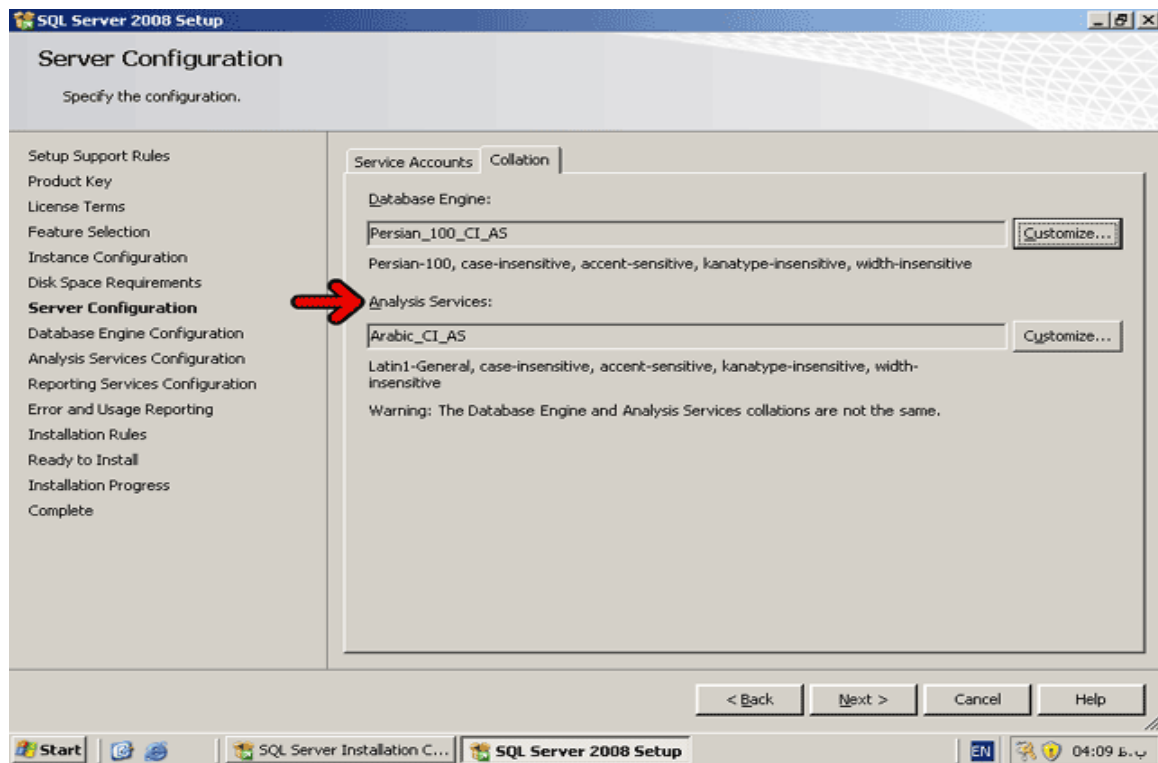 SQL Server 2008 Setup
Server Configuration
Specify the configuration.
Setup Support Rules
Product Key
License Terms
Feature Selection
Instance Configuration
Disk Space Requirements
Server Configuration
Database Engine Configuration
Analysis Services Configuration
Reporting Services Configuration
Error and Usage Reporting
Installation Rules
Ready to Install
Installation Progress
Complete
Service Accounts Collation
Database Engine:
Persian_100_CI_AS Customize...
Persian-100, case-insensitive, accent-sensitive, kanatype-insensitive, width-insensitive
Analysis Services:
Arabic_CI_AS Customize...
Latin1-General, case-insensitive, accent-sensitive, kanatype-insensitive, width-
insensitive
Warning: The Database Engine and Analysis Services collations are not the same.
< Back Next > Cancel Help
Start SQL Server Installation C... SQL Server 2008 Setup EN 04:09 ب.ظ